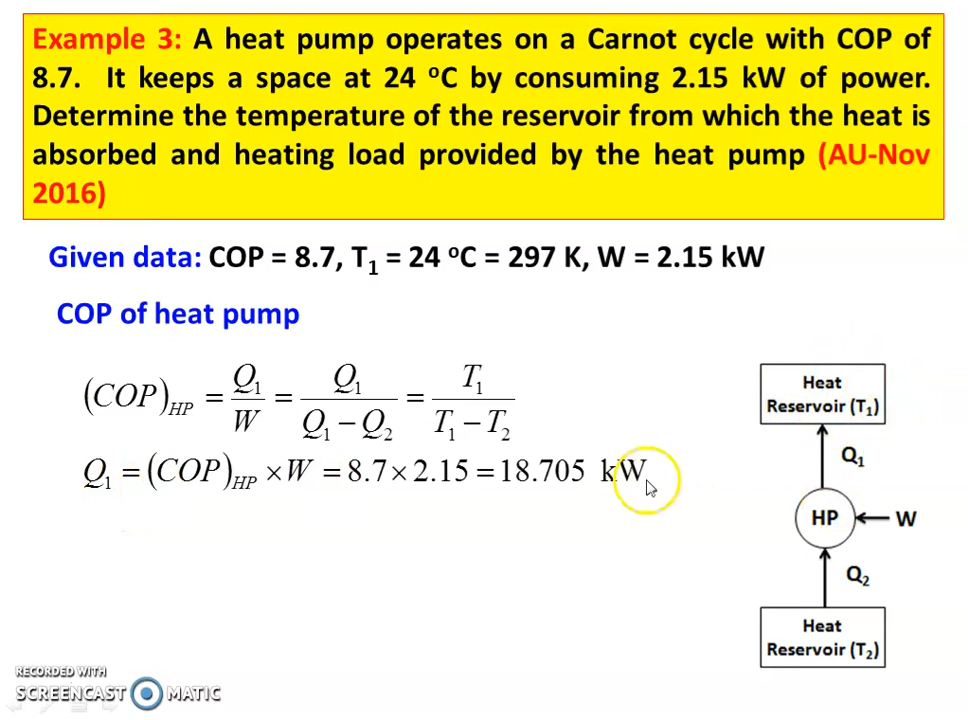 Example 3: A heat pump operates on a Carnot cycle with COP of
8.7. It keeps a space at 24 ºC by consuming 2.15 kW of power.
Determine the temperature of the reservoir from which the heat is
absorbed and heating load provided by the heat pump (AU-Nov
2016)
Given data: COP = 8.7, T₁ = 24 ºC = 297 K, W = 2.15 kW
COP of heat pump
(COP)_HP = Q₁/W = Q₁/(Q₁ − Q₂) = T₁/(T₁ − T₂)
Q₁ = (COP)_HP × W = 8.7 × 2.15 = 18.705 kW
Heat
Reservoir (T₁)
Q₁
HP
W
Q₂
Heat
Reservoir (T₂)
RECORDED WITH
SCREENCAST MATIC